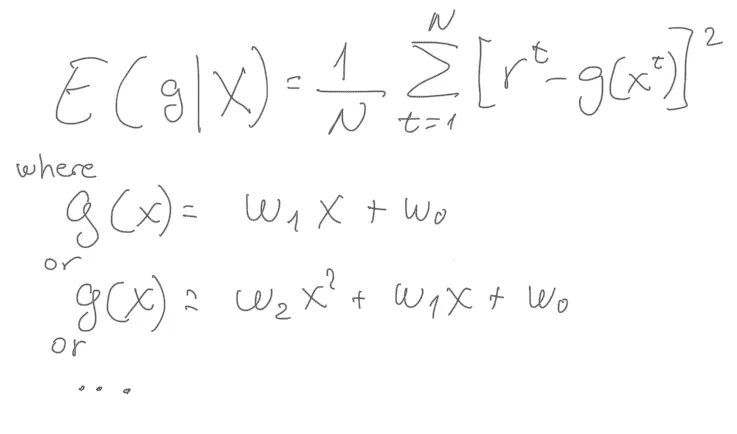 E(g|X) = \frac{1}{N} \sum_{t=1}^{N} [r^t - g(x^t)]^2
where
g(x) = w_1 x + w_0
or
g(x) = w_2 x^2 + w_1 x + w_0
or
...